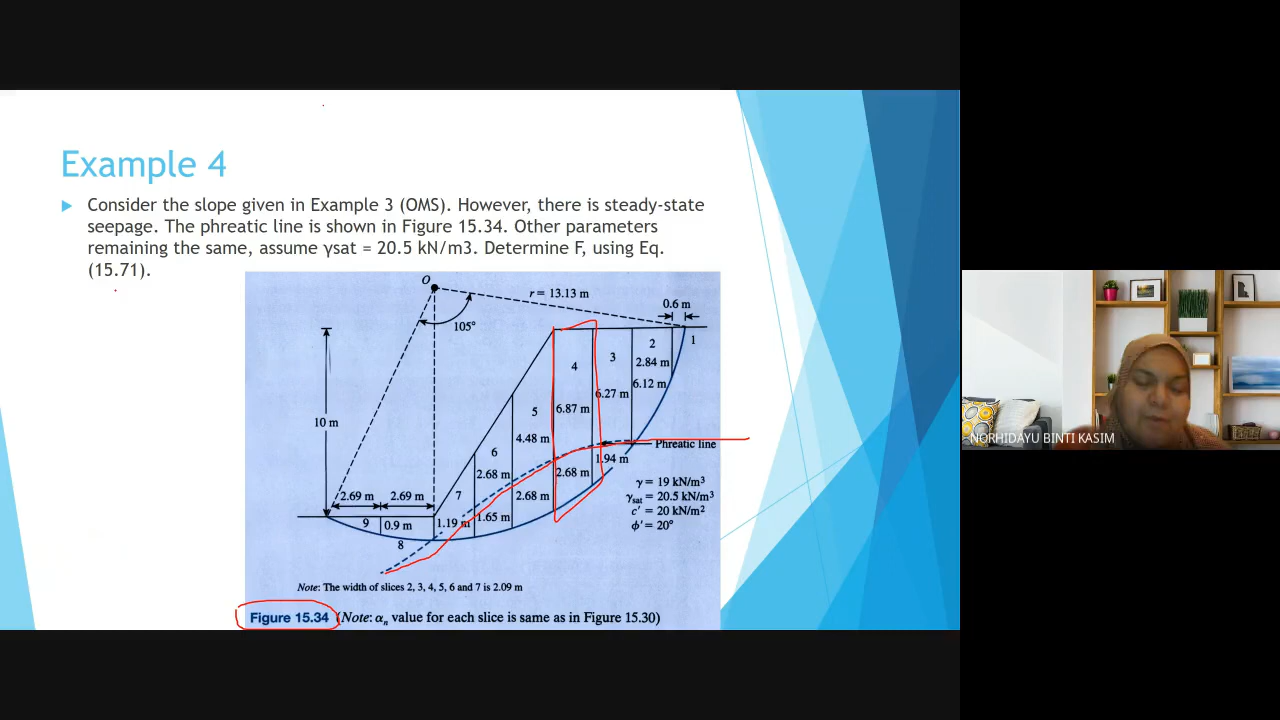 Example 4
Consider the slope given in Example 3 (OMS). However, there is steady-state
seepage. The phreatic line is shown in Figure 15.34. Other parameters
remaining the same, assume γsat = 20.5 kN/m3. Determine F, using Eq.
(15.71).
O
r = 13.13 m
0.6 m
105°
1
2
3
2.84 m
4
6.12 m
6.27 m
5
6.87 m
10 m
4.48 m
Phreatic line
6
1.94 m
2.68 m
2.68 m
γ = 19 kN/m³
2.69 m
2.69 m
7
2.68 m
γsat = 20.5 kN/m³
c′ = 20 kN/m²
9
0.9 m
1.19 m
1.65 m
ϕ′ = 20°
8
Note: The width of slices 2, 3, 4, 5, 6 and 7 is 2.09 m
Figure 15.34 (Note: αn value for each slice is same as in Figure 15.30)
NORHIDAYU BINTI KASIM